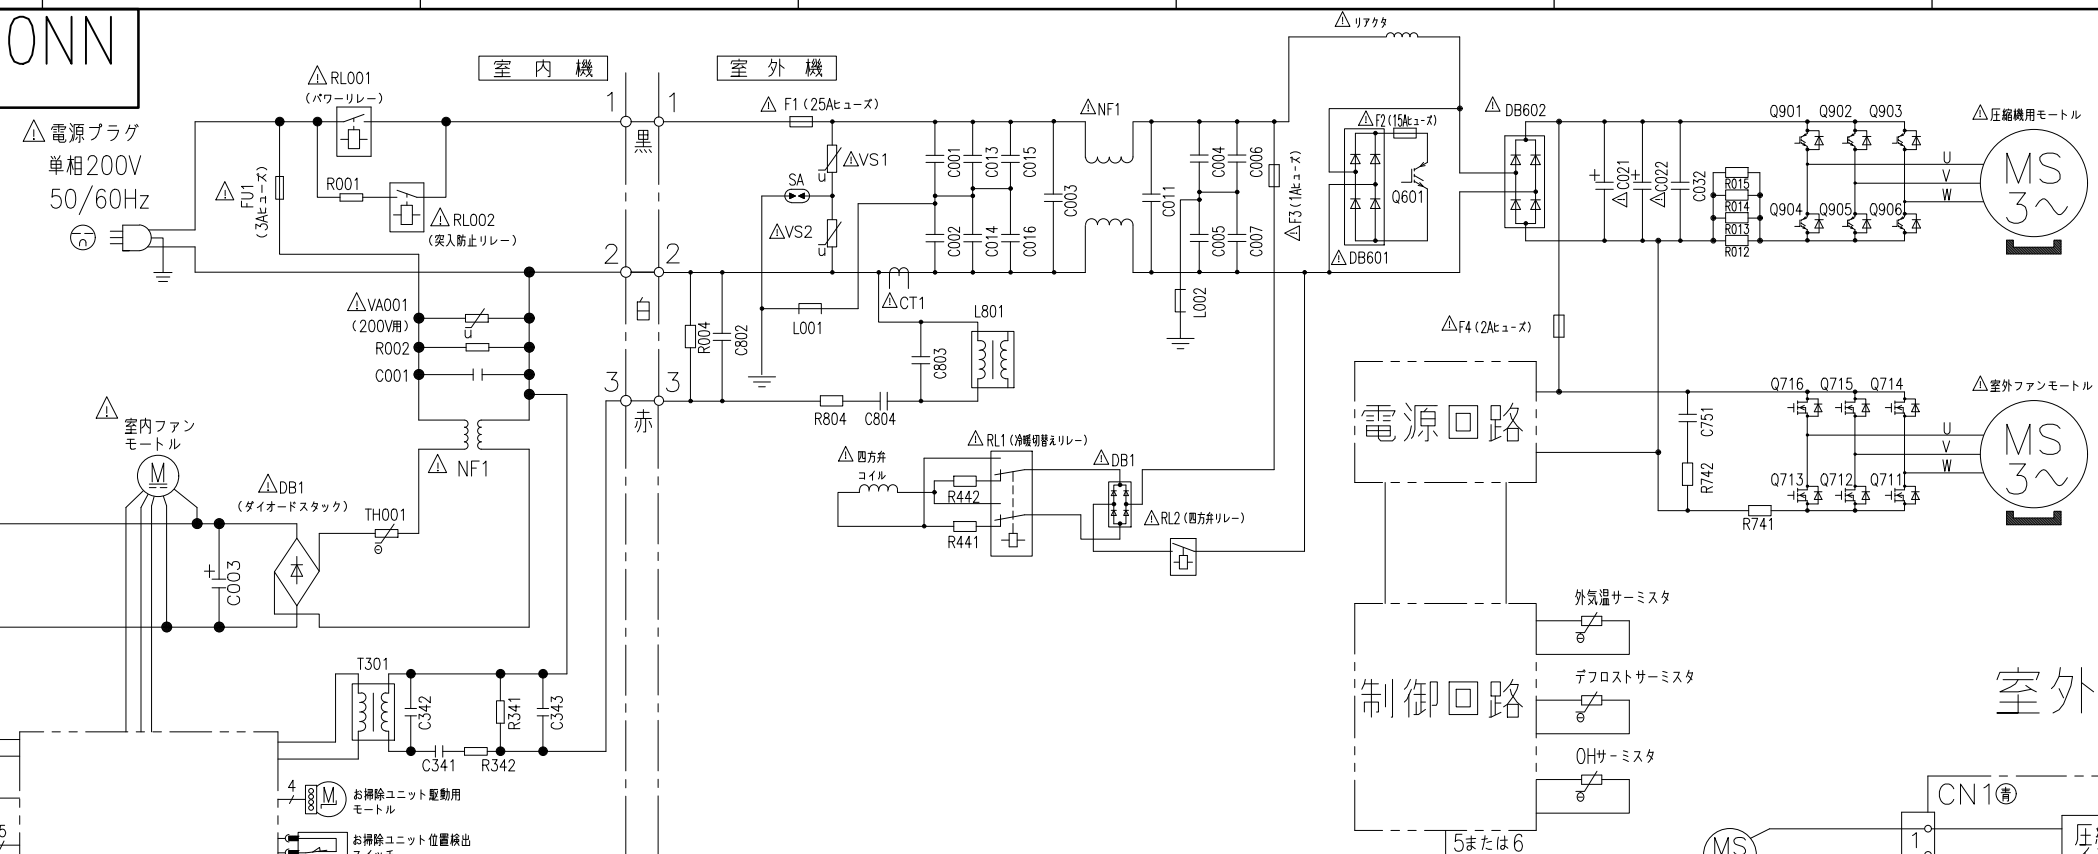 ONN
⚠ 電源プラグ
単相200V
50/60Hz
⚠ RL001
(パワーリレー)
⚠ FU1
(3Aヒューズ)
R001
⚠ RL002
(突入防止リレー)
室内機
室外機
1
1
黒
2
2
白
3
3
赤
⚠ VA001
(200V用)
u
R002
C001
⚠ NF1
⚠ 室内ファン
モートル
M
⚠ DB1
(ダイオードスタック)
TH001
θ
+
C003
T301
C342
R341
C343
C341
R342
4
M
お掃除ユニット駆動用
モートル
お掃除ユニット位置検出
スイッチ
5
⚠ F1(25Aヒューズ)
⚠VS1
u
SA
⚠VS2
u
C001
C013
C015
C002
C014
C016
C003
⚠NF1
C011
C004
C006
C005
C007
⚠F3(1Aヒューズ)
L001
L002
⚠CT1
R004
C802
L801
C803
R804
C804
⚠ リアクタ
⚠F2(15Aヒューズ)
Q601
⚠DB601
⚠ DB602
+
⚠C021
+
⚠C022
C032
R015
R014
R013
R012
Q901
Q902
Q903
Q904
Q905
Q906
U
V
W
⚠圧縮機用モートル
MS
3～
⚠F4(2Aヒューズ)
⚠ 四方弁
コイル
R442
R441
⚠ RL1(冷暖切替えリレー)
⚠DB1
⚠RL2(四方弁リレー)
電源回路
C751
R742
R741
Q716
Q715
Q714
Q713
Q712
Q711
U
V
W
⚠室外ファンモートル
MS
3～
制御回路
外気温サーミスタ
θ
デフロストサーミスタ
θ
OHサーミスタ
θ
5または6
室外
CN1青
1
MS
圧縮